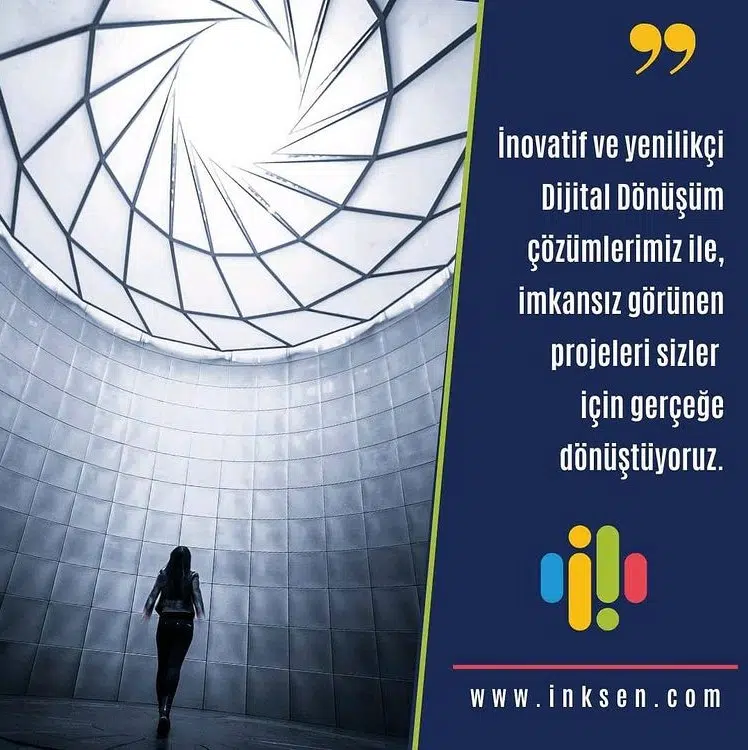 İnovatif ve yenilikçi
Dijital Dönüşüm
çözümlerimiz ile,
imkansız görünen
projeleri sizler
için gerçeğe
dönüştüyoruz.
www.inksen.com